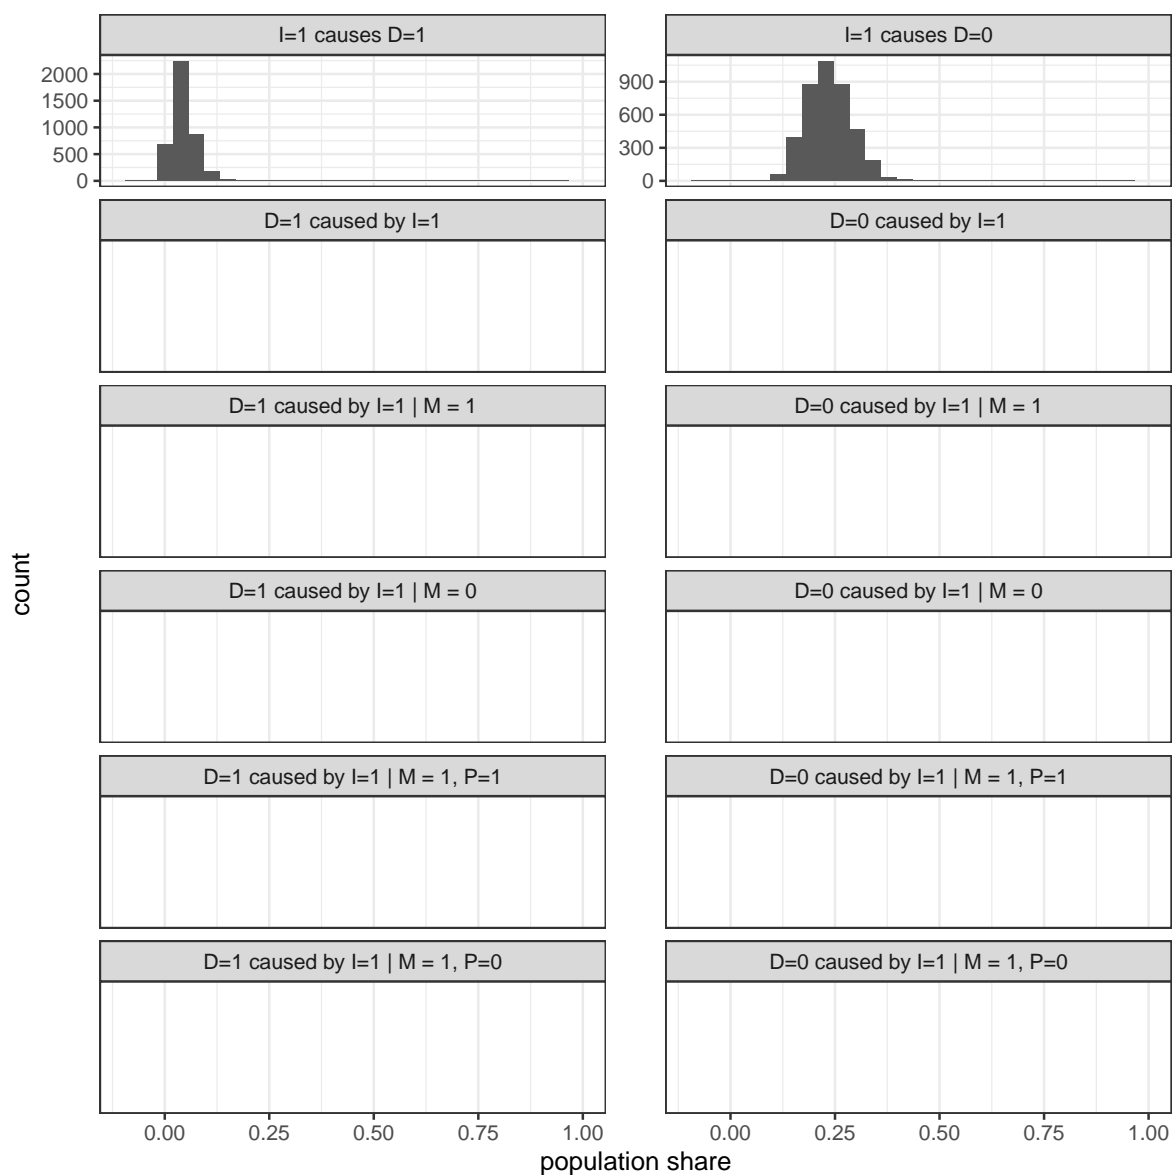 I=1 causes D=1
I=1 causes D=0
2000
1500
1000
500
0
900
600
300
0
D=1 caused by I=1
D=0 caused by I=1
D=1 caused by I=1 | M = 1
D=0 caused by I=1 | M = 1
count
D=1 caused by I=1 | M = 0
D=0 caused by I=1 | M = 0
D=1 caused by I=1 | M = 1, P=1
D=0 caused by I=1 | M = 1, P=1
D=1 caused by I=1 | M = 1, P=0
D=0 caused by I=1 | M = 1, P=0
0.00 0.25 0.50 0.75 1.00
0.00 0.25 0.50 0.75 1.00
population share